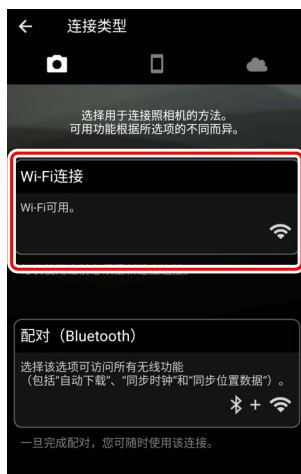 连接类型
选择用于连接照相机的方法。
可用功能根据所选项的不同而异。
Wi-Fi连接
Wi-Fi可用。
配对（Bluetooth）
选择该选项可访问所有无线功能
（包括“自动下载”、“同步时钟”和“同步位置数据”）。
一旦完成配对，您可随时使用该连接。